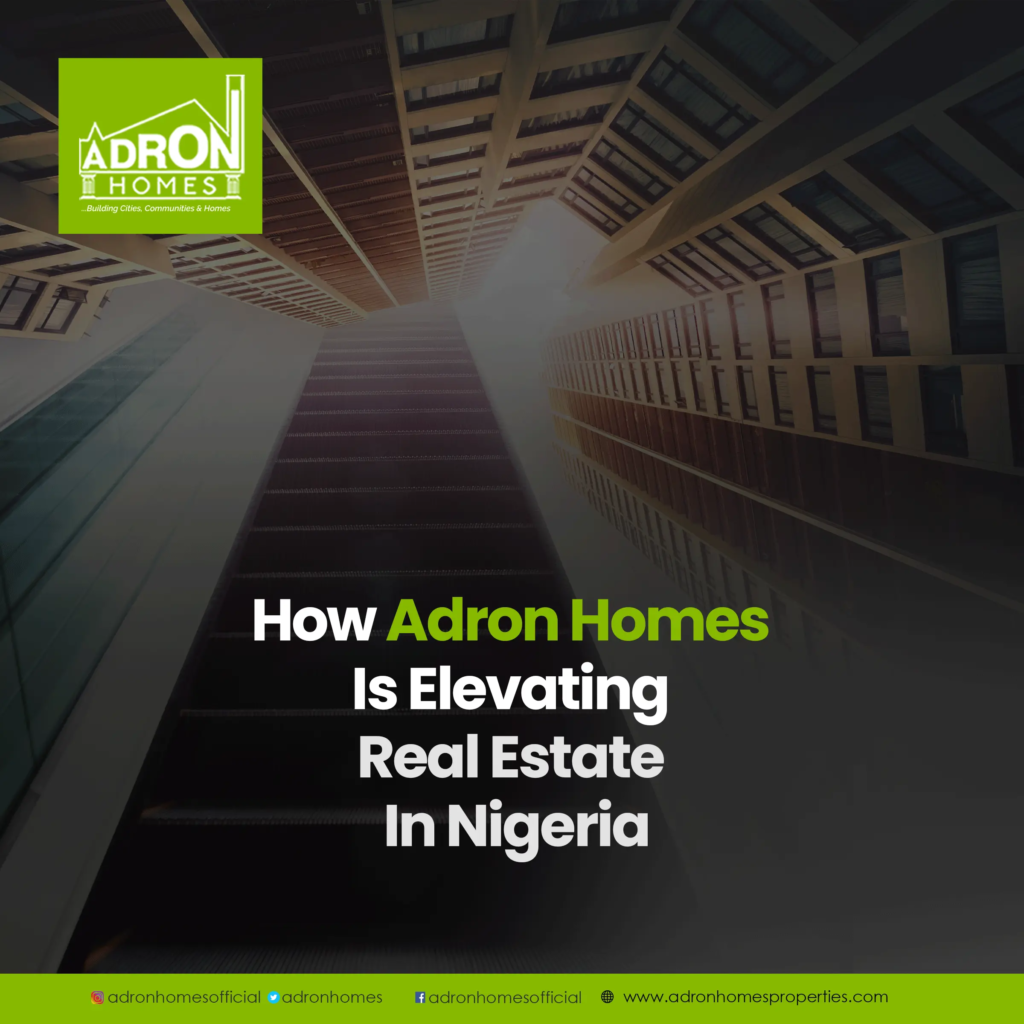 ADRON
HOMES
...Building Cities, Communities & Homes
How Adron Homes
Is Elevating
Real Estate
In Nigeria
adronhomesofficial adronhomes adronhomesofficial www.adronhomesproperties.com